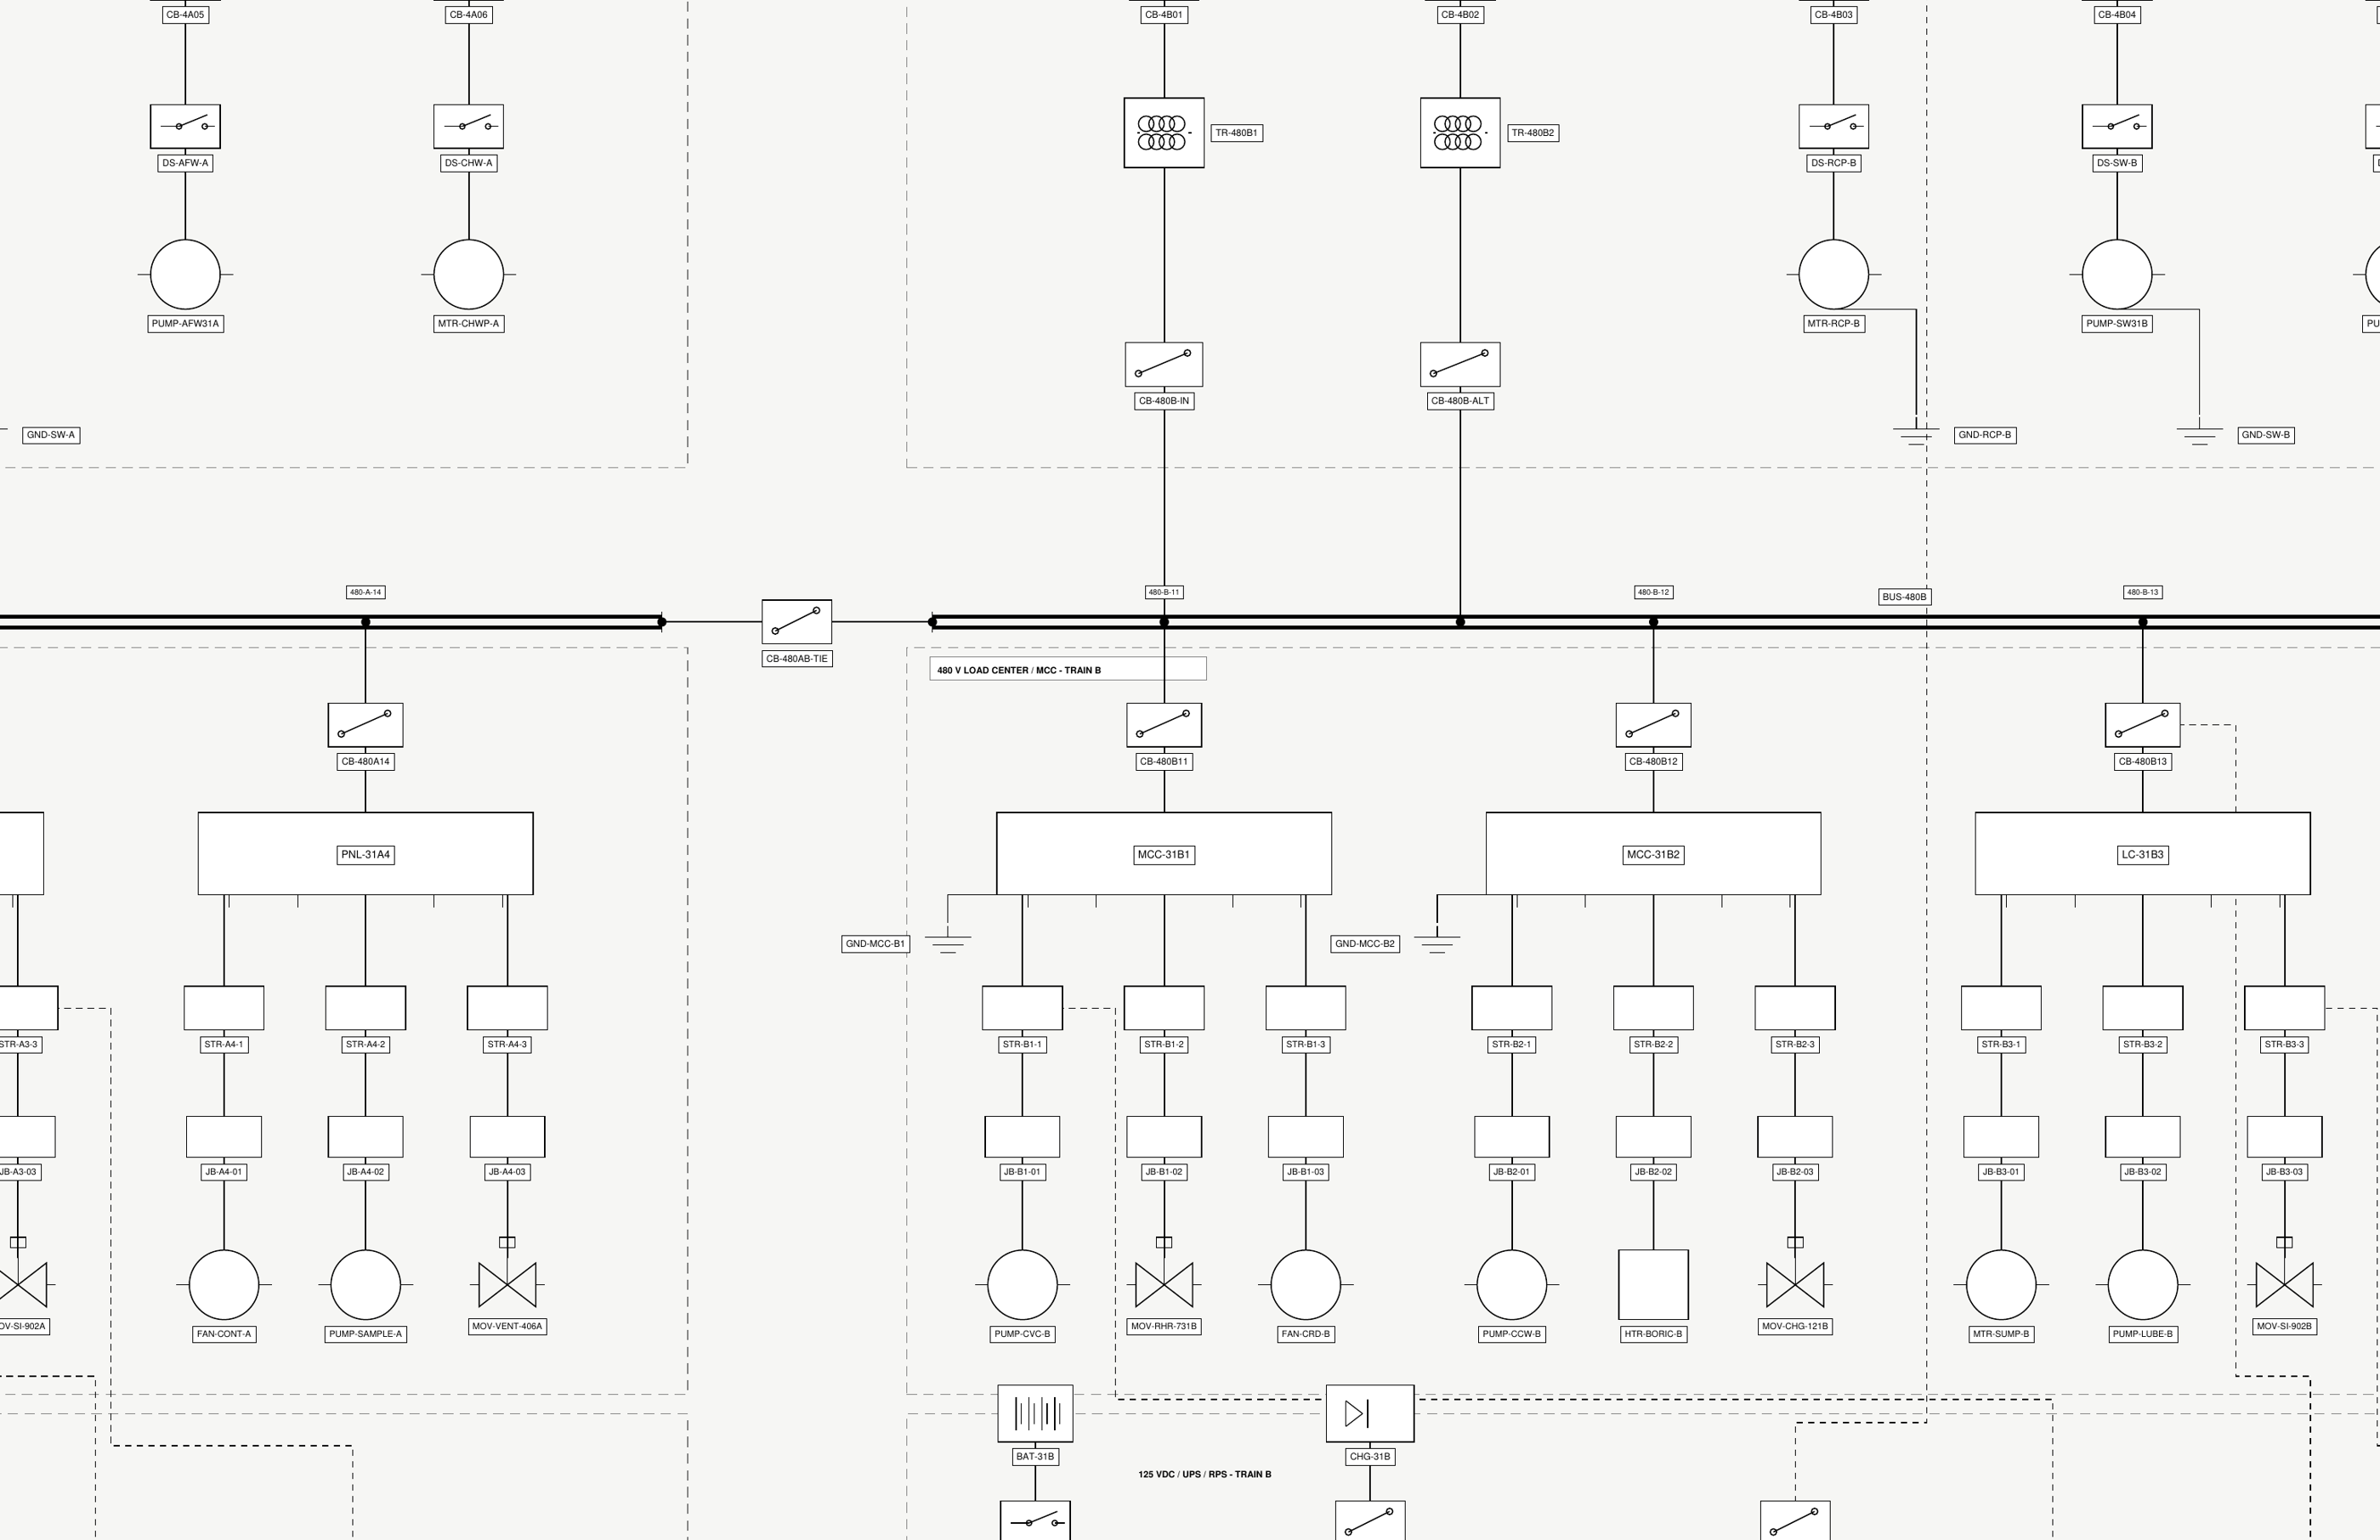 CB-4A05
CB-4A06
CB-4B01
CB-4B02
CB-4B03
CB-4B04
TR-480B1
TR-480B2
DS-AFW-A
DS-CHW-A
DS-RCP-B
DS-SW-B
PUMP-AFW31A
MTR-CHWP-A
MTR-RCP-B
PUMP-SW31B
PU
CB-480B-IN
CB-480B-ALT
GND-SW-A
GND-RCP-B
GND-SW-B
480-A-14
480-B-11
480-B-12
BUS-480B
480-B-13
CB-480AB-TIE
480 V LOAD CENTER / MCC - TRAIN B
CB-480A14
CB-480B11
CB-480B12
CB-480B13
PNL-31A4
MCC-31B1
MCC-31B2
LC-31B3
GND-MCC-B1
GND-MCC-B2
STR-A3-3
STR-A4-1
STR-A4-2
STR-A4-3
STR-B1-1
STR-B1-2
STR-B1-3
STR-B2-1
STR-B2-2
STR-B2-3
STR-B3-1
STR-B3-2
STR-B3-3
JB-A3-03
JB-A4-01
JB-A4-02
JB-A4-03
JB-B1-01
JB-B1-02
JB-B1-03
JB-B2-01
JB-B2-02
JB-B2-03
JB-B3-01
JB-B3-02
JB-B3-03
OV-SI-902A
FAN-CONT-A
PUMP-SAMPLE-A
MOV-VENT-406A
PUMP-CVC-B
MOV-RHR-731B
FAN-CRD-B
PUMP-CCW-B
HTR-BORIC-B
MOV-CHG-121B
MTR-SUMP-B
PUMP-LUBE-B
MOV-SI-902B
BAT-31B
CHG-31B
125 VDC / UPS / RPS - TRAIN B